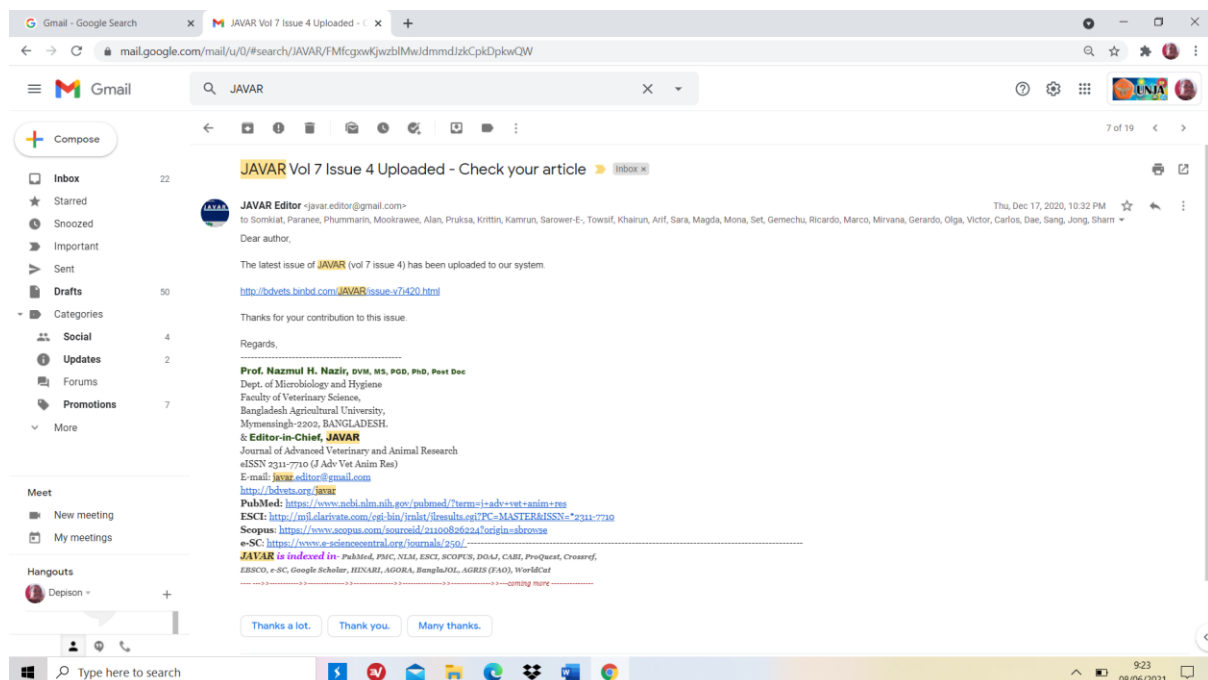 Gmail - Google Search
JAVAR Vol 7 Issue 4 Uploaded - C
mail.google.com/mail/u/0/#search/JAVAR/FMfcgxwKjwzblMwJdmmdJzkCpkDpkwQW
Gmail
JAVAR
UNJA
Compose
7 of 19
JAVAR Vol 7 Issue 4 Uploaded - Check your article Inbox ×
Inbox 22
Starred
Snoozed
Important
Sent
Drafts 50
Categories
Social 4
Updates 2
Forums
Promotions 7
More
Meet
New meeting
My meetings
Hangouts
Depison
JAVAR
JAVAR Editor <javar.editor@gmail.com> Thu, Dec 17, 2020, 10:32 PM
to Somkiat, Paranee, Phummarin, Mookrawee, Alan, Pruksa, Krittin, Kamrun, Sarower-E-, Towsif, Khairun, Arif, Sara, Magda, Mona, Set, Gemechu, Ricardo, Marco, Mirvana, Gerardo, Olga, Victor, Carlos, Dae, Sang, Jong, Sharm
Dear author,
The latest issue of JAVAR (vol 7 issue 4) has been uploaded to our system.
http://bdvets.binbd.com/JAVAR/issue-v7i420.html
Thanks for your contribution to this issue.
Regards,
-----------------------------------------------
Prof. Nazmul H. Nazir, DVM, MS, PGD, PhD, Post Doc
Dept. of Microbiology and Hygiene
Faculty of Veterinary Science,
Bangladesh Agricultural University,
Mymensingh-2202, BANGLADESH.
& Editor-in-Chief, JAVAR
Journal of Advanced Veterinary and Animal Research
eISSN 2311-7710 (J Adv Vet Anim Res)
E-mail: javar.editor@gmail.com
http://bdvets.org/javar
PubMed: https://www.ncbi.nlm.nih.gov/pubmed/?term=j+adv+vet+anim+res
ESCI: http://mjl.clarivate.com/cgi-bin/jrnlst/jlresults.cgi?PC=MASTER&ISSN=*2311-7710
Scopus: https://www.scopus.com/sourceid/21100826224?origin=sbrowse
e-SC: https://www.e-sciencecentral.org/journals/250/
JAVAR is indexed in- PubMed, PMC, NLM, ESCI, SCOPUS, DOAJ, CABI, ProQuest, Crossref,
EBSCO, e-SC, Google Scholar, HINARI, AGORA, BanglaJOL, AGRIS (FAO), WorldCat
---- --->>----------->>-------------->>---------------->>---------------->>---------------->>---coming more ----------------
Thanks a lot. Thank you. Many thanks.
Type here to search
9:23
08/06/2021